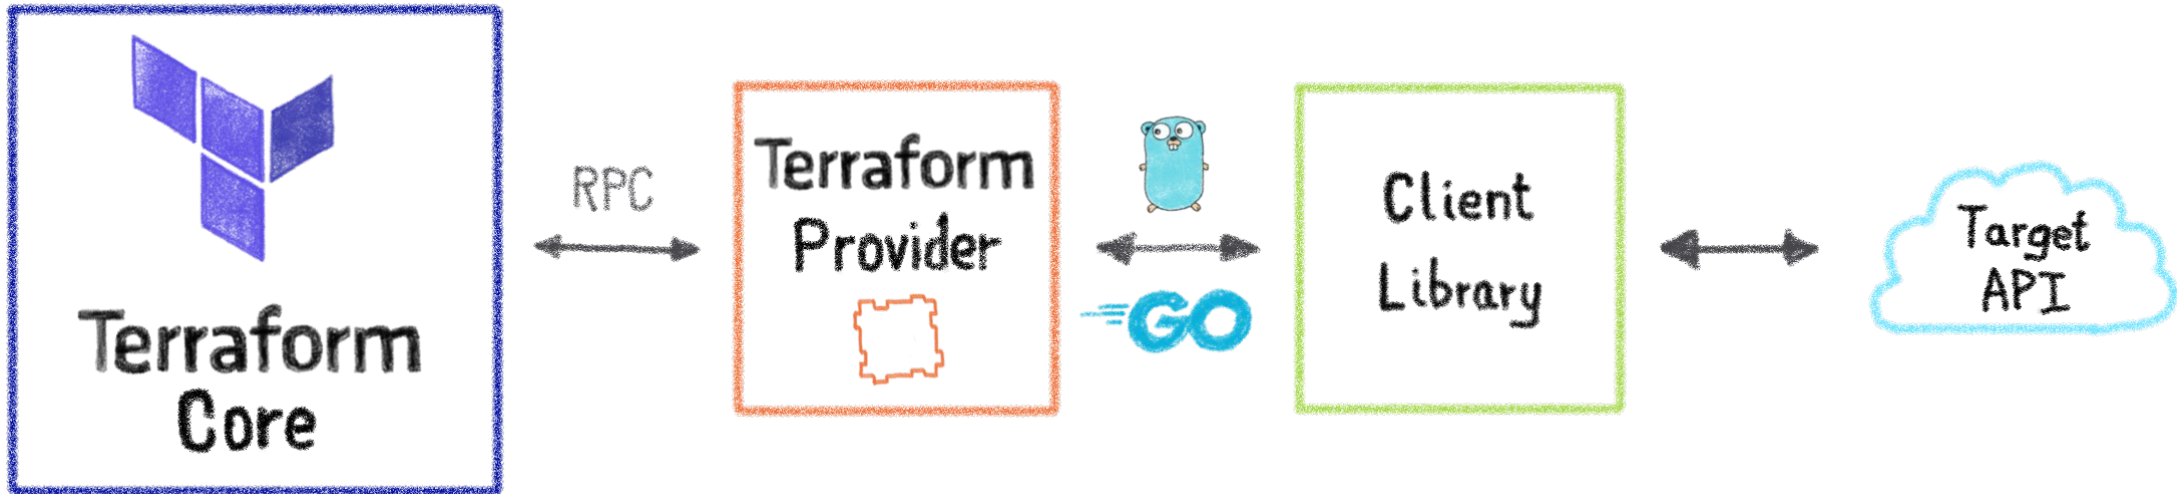 Terraform
Core
RPC
Terraform
Provider
GO
Client
Library
Target
API